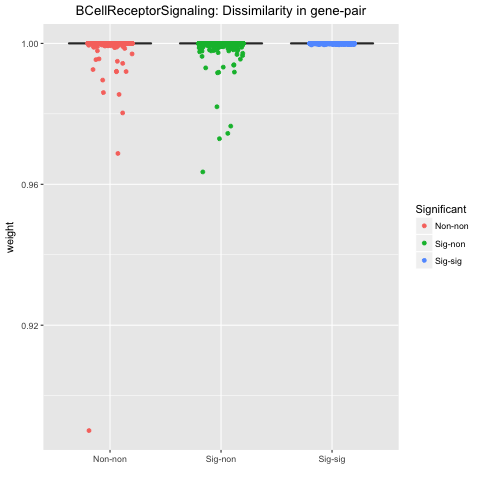 BCellReceptorSignaling: Dissimilarity in gene-pair
1.00
0.96
0.92
weight
Non-non
Sig-non
Sig-sig
Significant
Non-non
Sig-non
Sig-sig